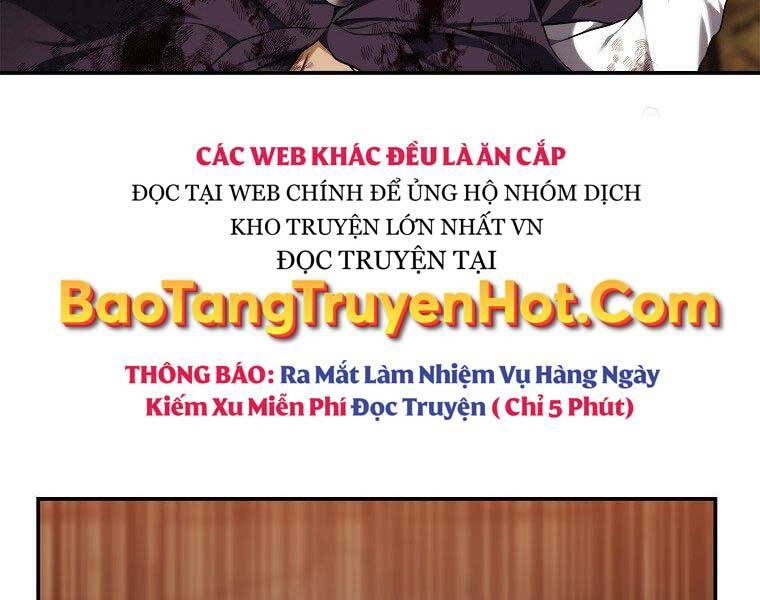 CÁC WEB KHÁC ĐỀU LÀ ĂN CẮP
ĐỌC TẠI WEB CHÍNH ĐỂ ỦNG HỘ NHÓM DỊCH
KHO TRUYỆN LỚN NHẤT VN
ĐỌC TRUYỆN TẠI
BaoTangTruyenHot.Com
THÔNG BÁO: Ra Mắt Làm Nhiệm Vụ Hàng Ngày
Kiếm Xu Miễn Phí Đọc Truyện ( Chỉ 5 Phút)